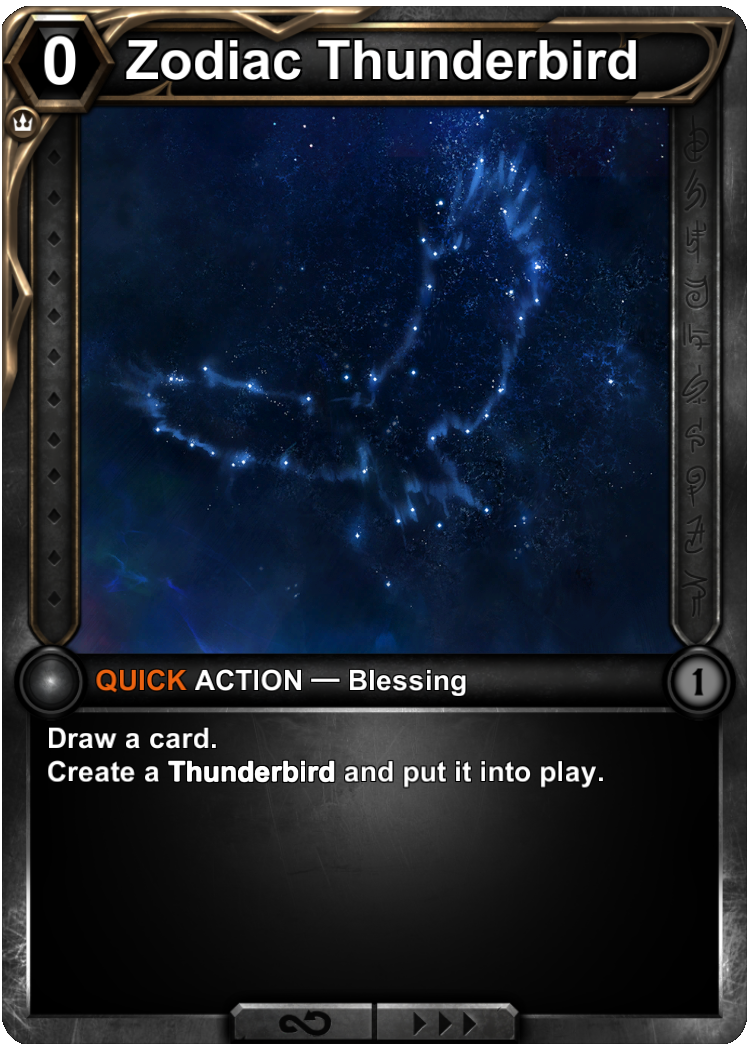 0
Zodiac Thunderbird
QUICK ACTION — Blessing
1
Draw a card.
Create a Thunderbird and put it into play.